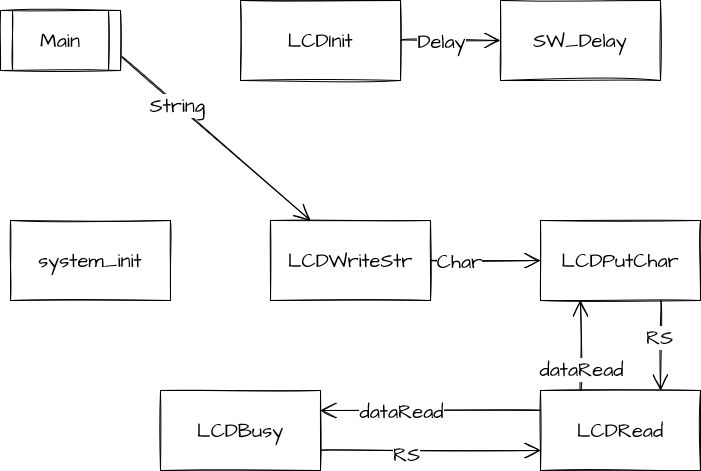 Main
LCDInit
Delay
SW_Delay
String
system_init
LCDWriteStr
Char
LCDPutChar
RS
dataRead
LCDBusy
dataRead
RS
LCDRead